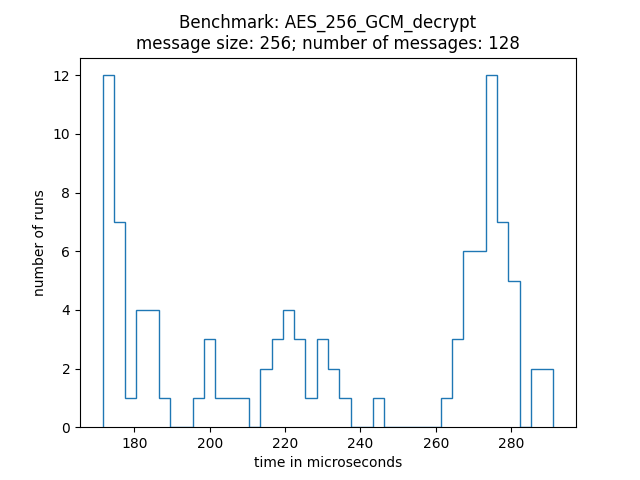 Benchmark: AES_256_GCM_decrypt
message size: 256; number of messages: 128
12
10
8
6
4
2
0
number of runs
180 200 220 240 260 280
time in microseconds